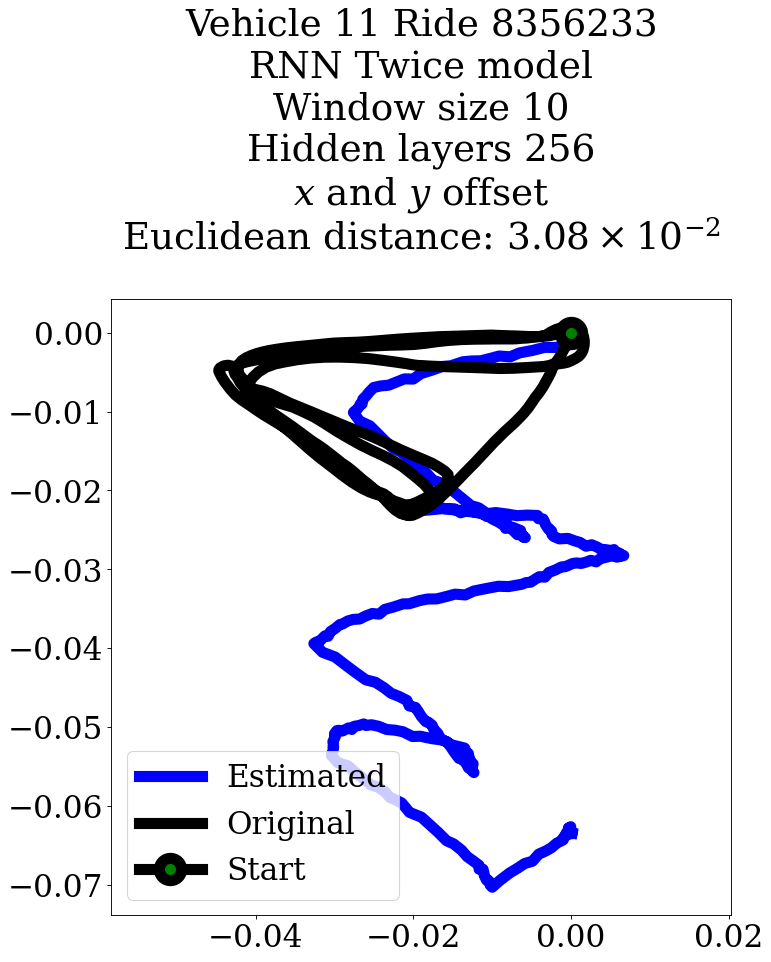 Vehicle 11 Ride 8356233
RNN Twice model
Window size 10
Hidden layers 256
x and y offset
Euclidean distance: 3.08 × 10⁻²
0.00
−0.01
−0.02
−0.03
−0.04
−0.05
−0.06
−0.07
Estimated
Original
Start
−0.04
−0.02
0.00
0.02